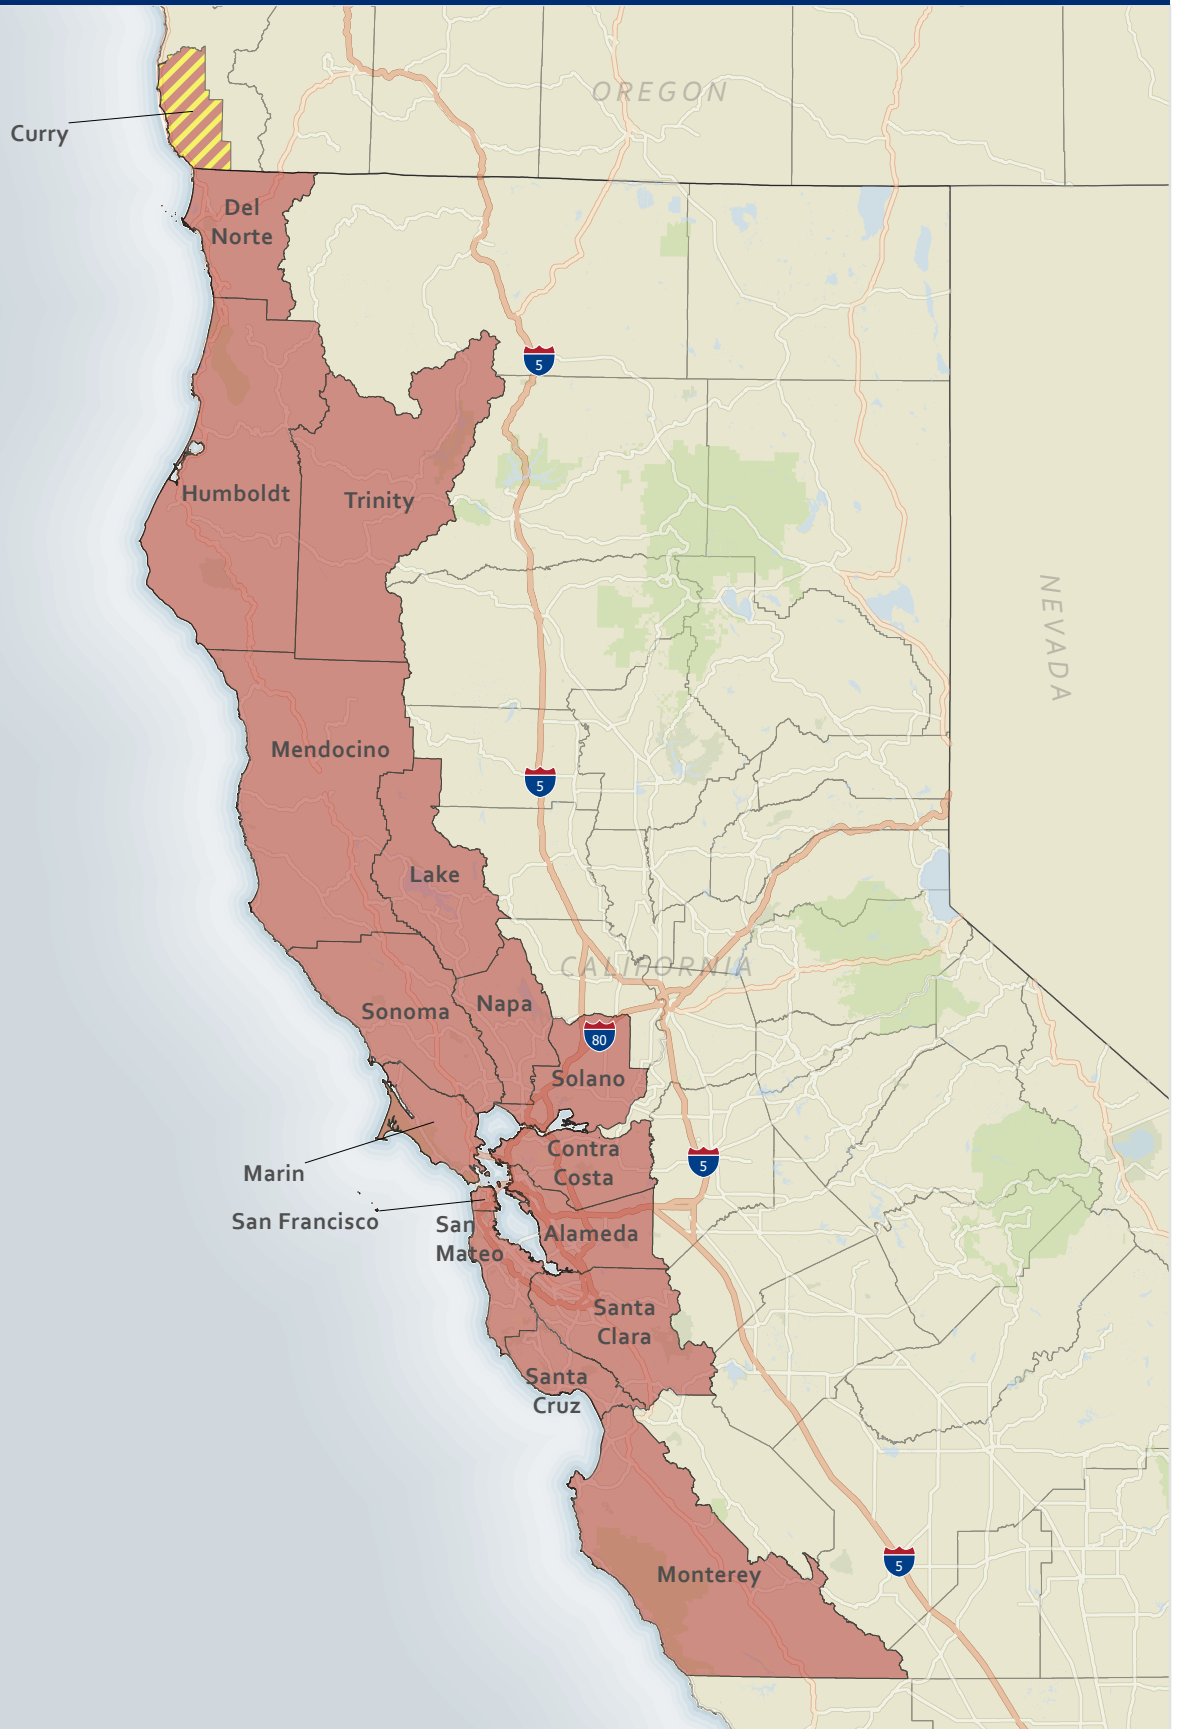 OREGON
Curry
Del
Norte
5
Humboldt
Trinity
NEVADA
Mendocino
5
Lake
CALIFORNIA
Napa
Sonoma
80
Solano
Contra
Costa
5
Marin
San Francisco
San
Mateo
Alameda
Santa
Clara
Santa
Cruz
5
Monterey